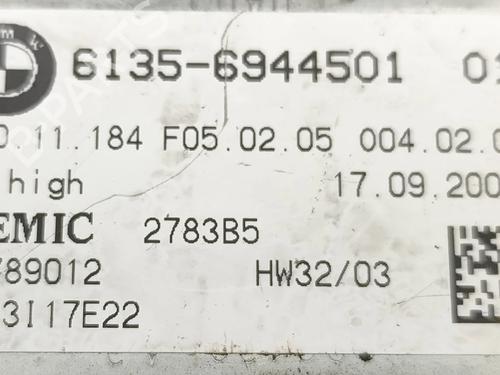 6135-6944501 01
0.11.184 F05.02.05 004.02.0
high 17.09.200
EMIC 2783B5
789012 HW32/03
3I17E22
B-PARTS